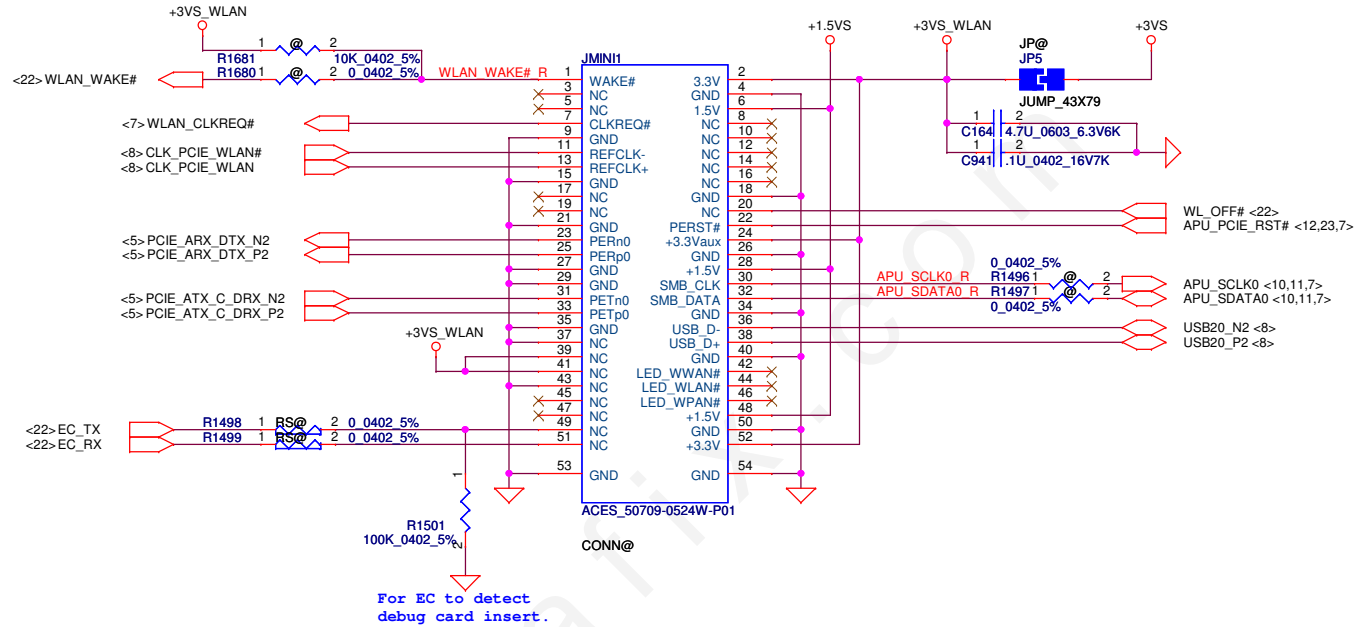 +3VS_WLAN
1 @ 2
R1681 10K_0402_5%
R1680 1 @ 2 0_0402_5%
<22> WLAN_WAKE#
WLAN_WAKE#_R
<7> WLAN_CLKREQ#
<8> CLK_PCIE_WLAN#
<8> CLK_PCIE_WLAN
<5> PCIE_ARX_DTX_N2
<5> PCIE_ARX_DTX_P2
<5> PCIE_ATX_C_DRX_N2
<5> PCIE_ATX_C_DRX_P2
+3VS_WLAN
<22> EC_TX
<22> EC_RX
R1498 1 RS@ 2 0_0402_5%
R1499 1 RS@ 2 0_0402_5%
1
R1501
100K_0402_5%
2
For EC to detect
debug card insert.
JMINI1
1 WAKE# 3.3V 2
3 NC GND 4
5 NC 1.5V 6
7 CLKREQ# NC 8
9 GND NC 10
11 REFCLK- NC 12
13 REFCLK+ NC 14
15 GND NC 16
17 NC GND 18
19 NC NC 20
21 GND PERST# 22
23 PERn0 +3.3Vaux 24
25 PERp0 GND 26
27 GND +1.5V 28
29 GND SMB_CLK 30
31 PETn0 SMB_DATA 32
33 PETp0 GND 34
35 GND USB_D- 36
37 NC USB_D+ 38
39 NC GND 40
41 NC LED_WWAN# 42
43 NC LED_WLAN# 44
45 NC LED_WPAN# 46
47 NC +1.5V 48
49 NC GND 50
51 NC +3.3V 52
53 GND GND 54
ACES_50709-0524W-P01
CONN@
+1.5VS
+3VS_WLAN
+3VS
JP@
JP5
JUMP_43X79
1 2
C164 4.7U_0603_6.3V6K
1 2
C941 .1U_0402_16V7K
WL_OFF# <22>
APU_PCIE_RST# <12,23,7>
0_0402_5%
APU_SCLK0_R R1496 1 @ 2 APU_SCLK0 <10,11,7>
APU_SDATA0_R R1497 1 @ 2 APU_SDATA0 <10,11,7>
0_0402_5%
USB20_N2 <8>
USB20_P2 <8>